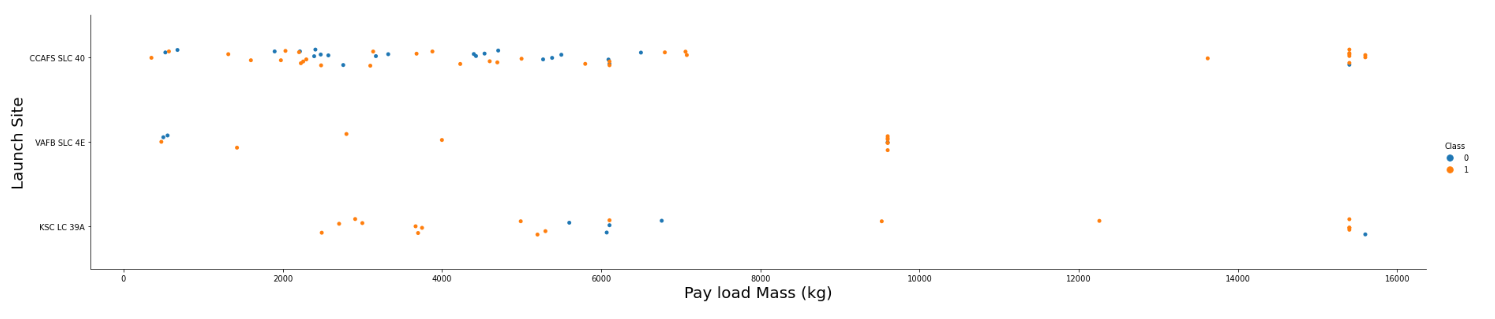 Launch Site
CCAFS SLC 40
VAFB SLC 4E
KSC LC 39A
0 2000 4000 6000 8000 10000 12000 14000 16000
Pay load Mass (kg)
Class
0
1